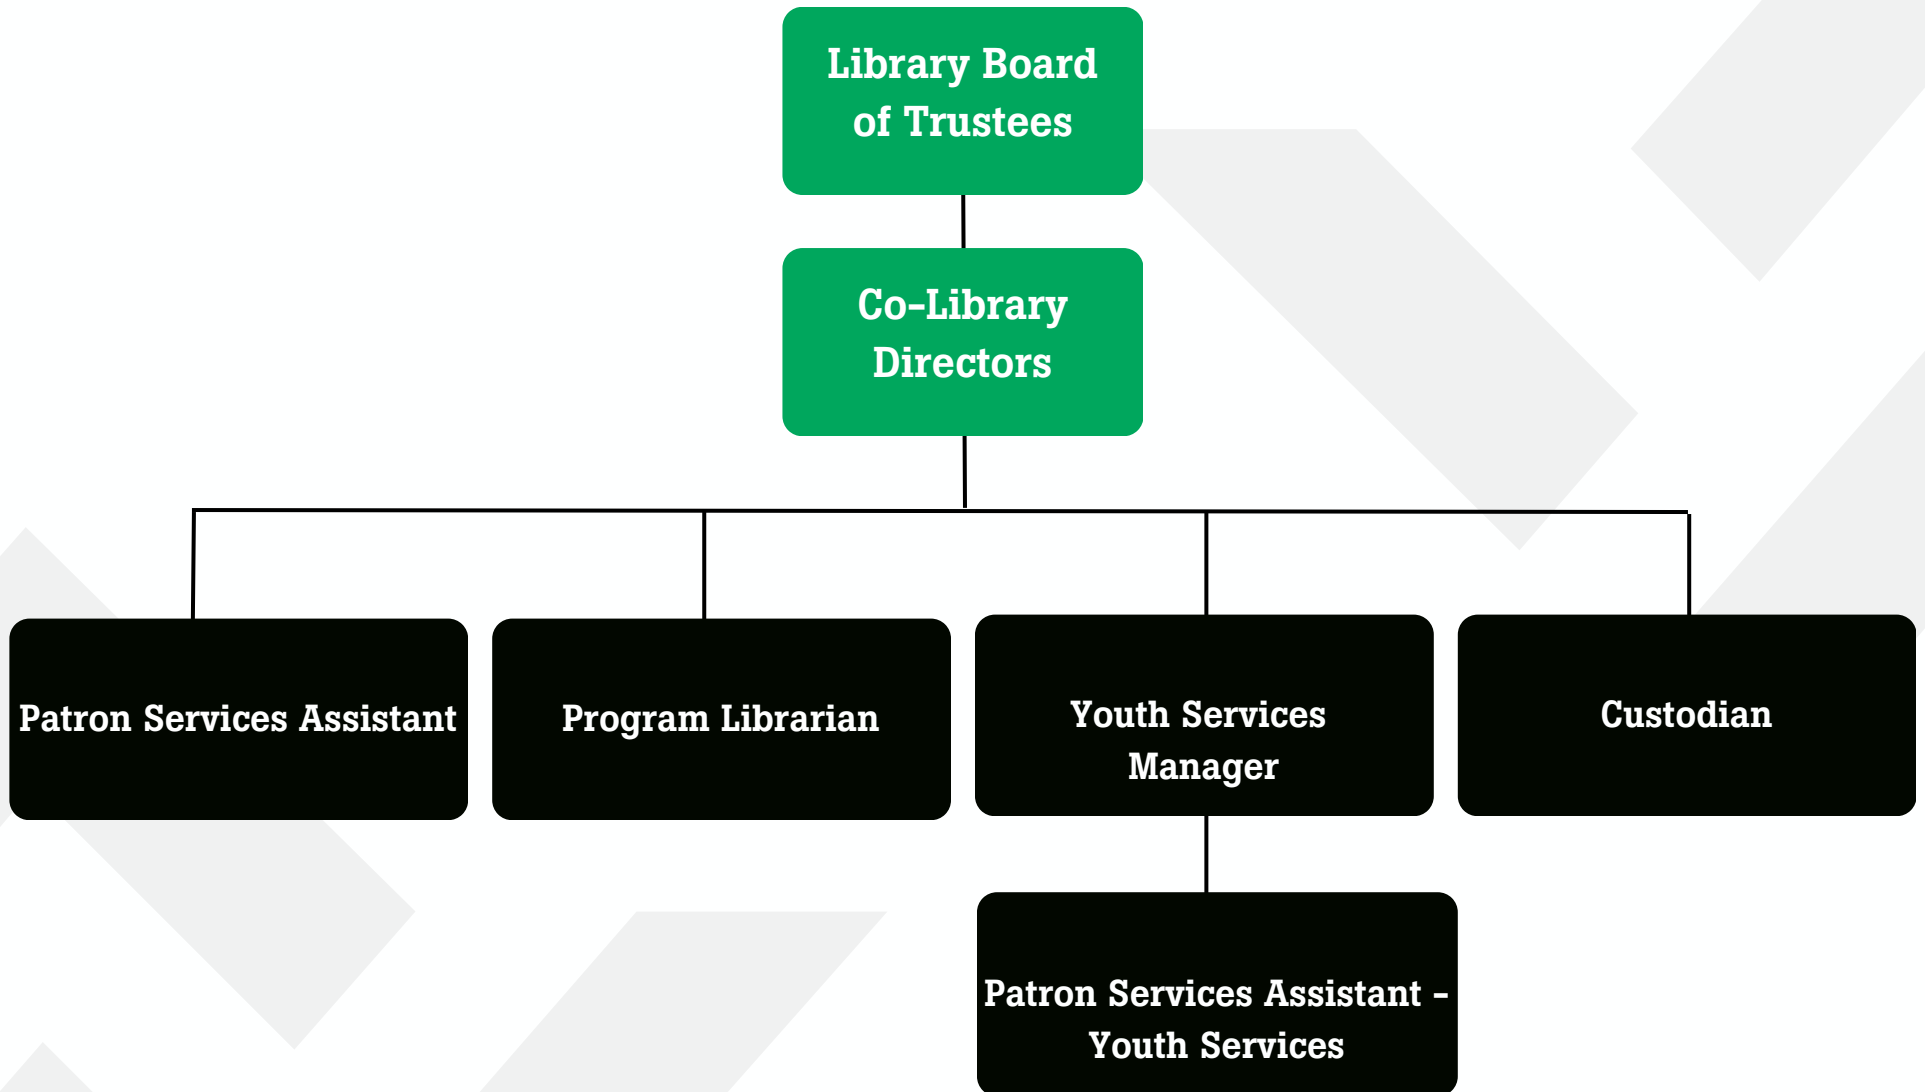 Library Board
of Trustees
Co-Library
Directors
Patron Services Assistant
Program Librarian
Youth Services
Manager
Custodian
Patron Services Assistant -
Youth Services